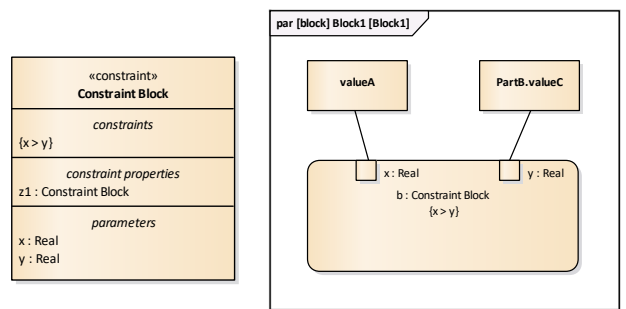 «constraint»
Constraint Block
constraints
{x > y}
constraint properties
z1 : Constraint Block
parameters
x : Real
y : Real
par [block] Block1 [Block1]
valueA
PartB.valueC
x : Real
y : Real
b : Constraint Block
{x > y}